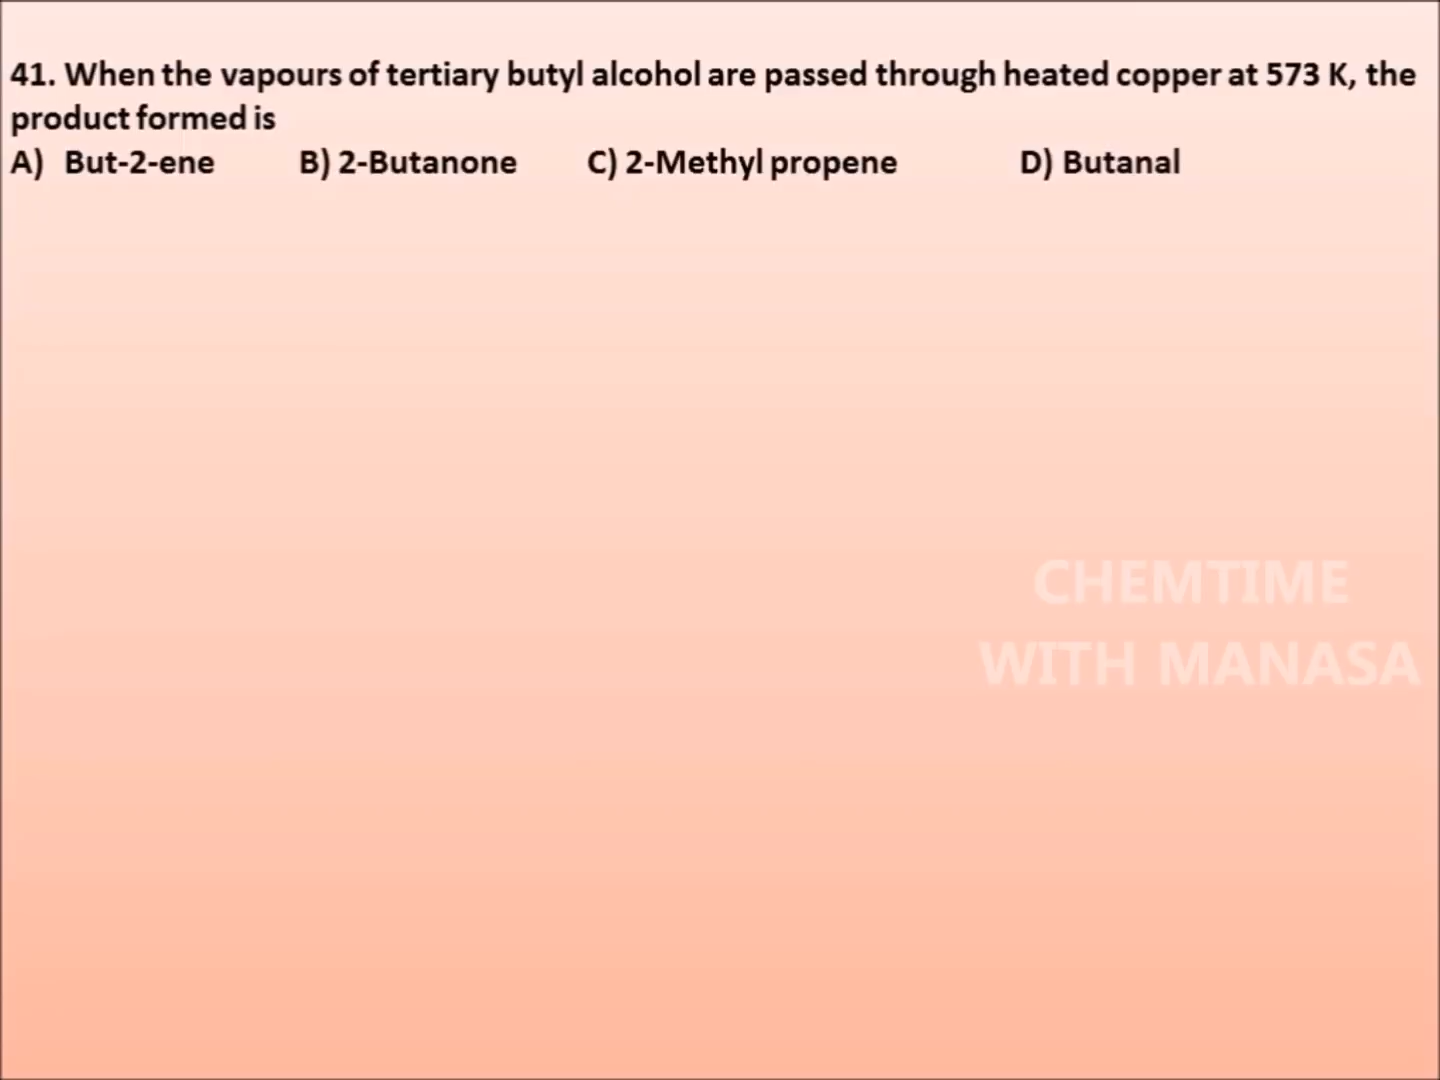 41. When the vapours of tertiary butyl alcohol are passed through heated copper at 573 K, the
product formed is
A) But-2-ene B) 2-Butanone C) 2-Methyl propene D) Butanal
CHEMTIME
WITH MANASA